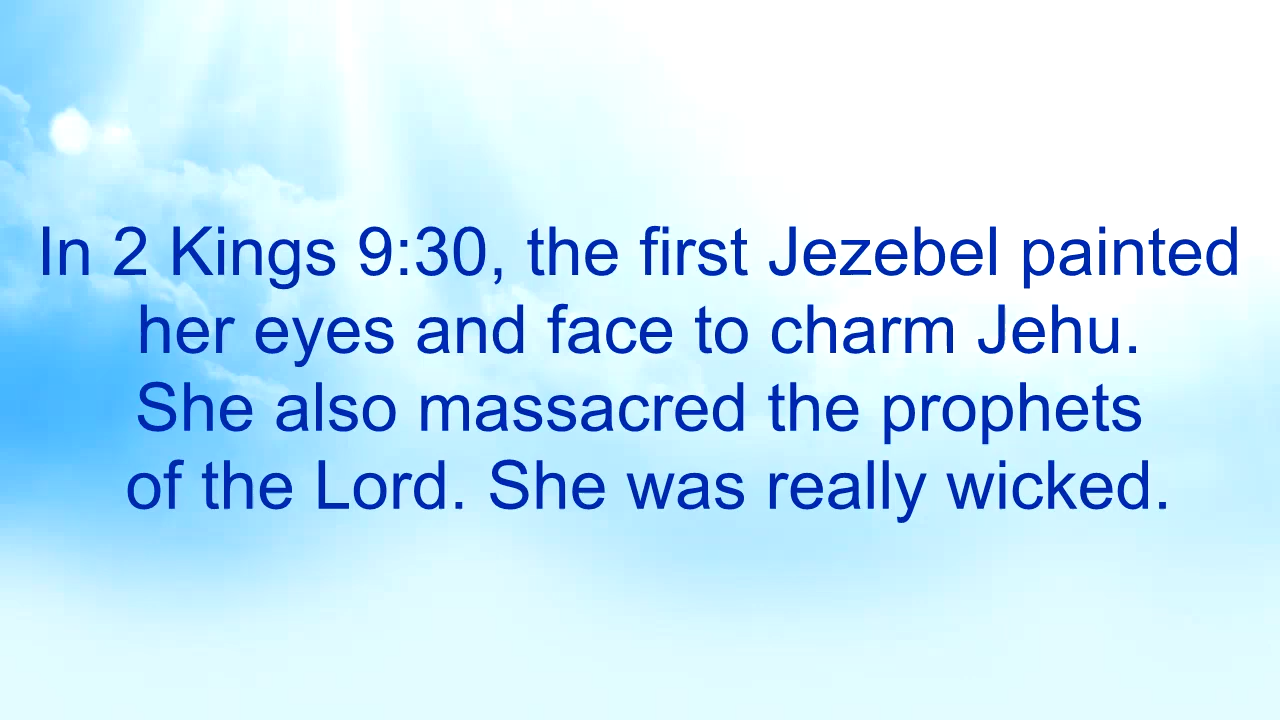 In 2 Kings 9:30, the first Jezebel painted
her eyes and face to charm Jehu.
She also massacred the prophets
of the Lord. She was really wicked.